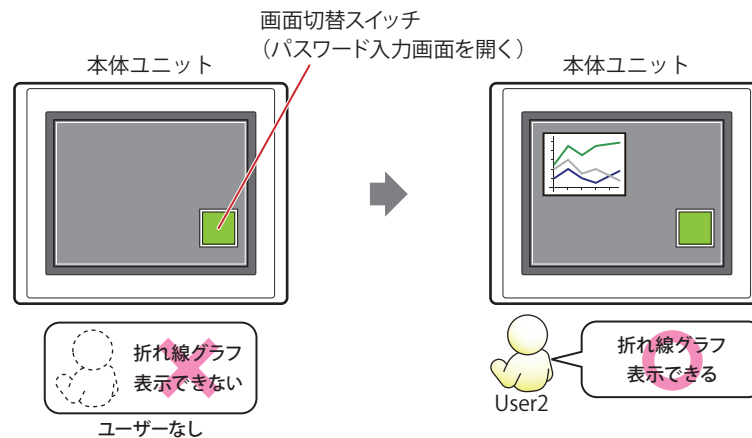 画面切替スイッチ
（パスワード入力画面を開く）
本体ユニット
本体ユニット
折れ線グラフ
表示できない
ユーザーなし
折れ線グラフ
表示できる
User2